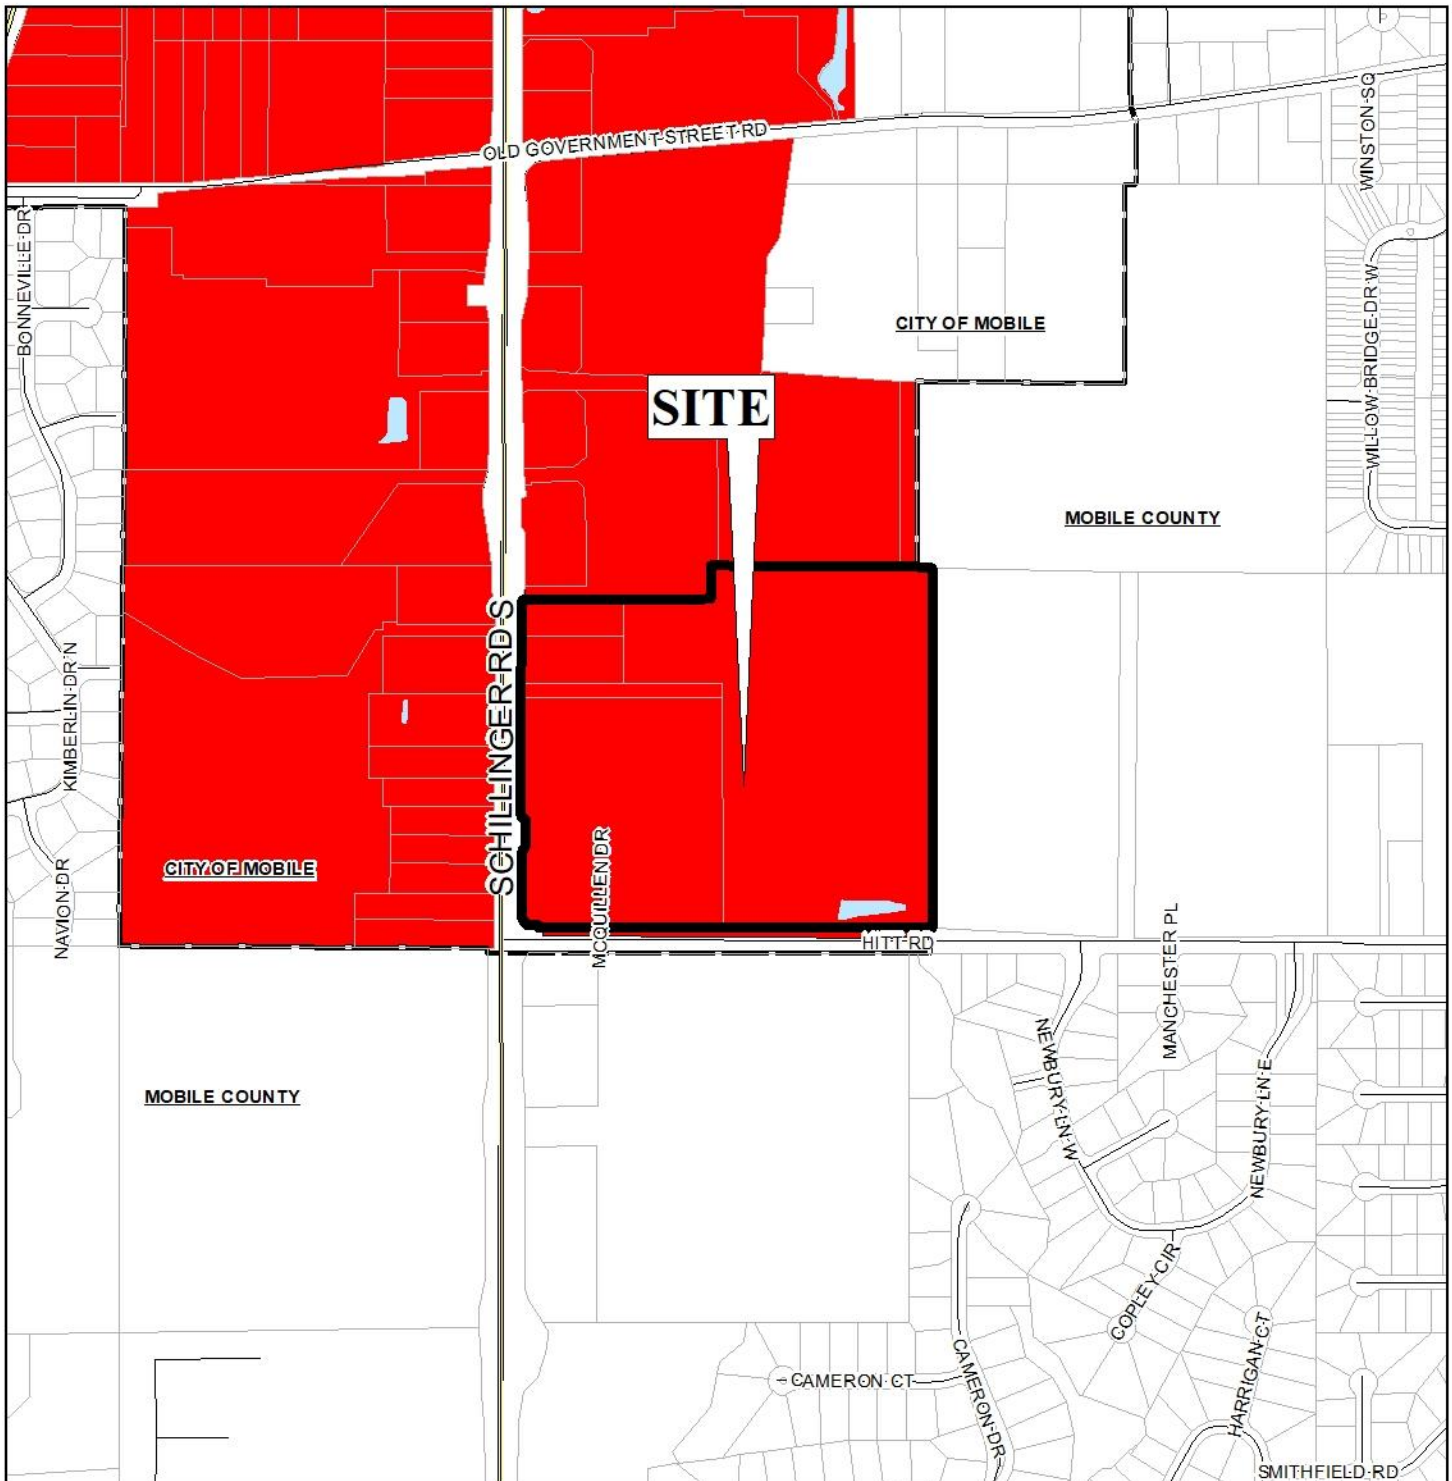 OLD GOVERNMENT STREET RD
WINSTON SQ
BONNEVILLE DR
WILLOW BRIDGE DR W
CITY OF MOBILE
SITE
MOBILE COUNTY
SCHILLINGER RD S
KIMBERLIN DR N
CITY OF MOBILE
NAVION DR
MCQUILLEN DR
HITT RD
MANCHESTER PL
NEWBURY LN W
NEWBURY LN E
MOBILE COUNTY
COPLEY CIR
HARRIGAN CT
CAMERON CT
CAMERON DR
SMITHFIELD RD